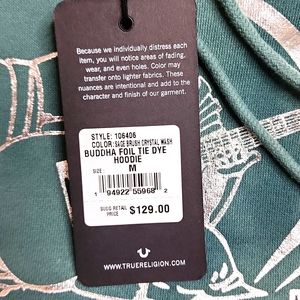 Because we individually distress each
item, you will notice areas of fading,
wear, and even holes. Color may
transfer onto lighter fabrics. These
nuances are intentional and add to the
character and finish of our garment.
STYLE: 106406
COLOR: SAGE BRUSH CRYSTAL WASH
BUDDHA FOIL TIE DYE
HOODIE
SIZE: M
1 94922 55968 2
SUGG RETAIL
PRICE $129.00
WWW.TRUERELIGION.COM